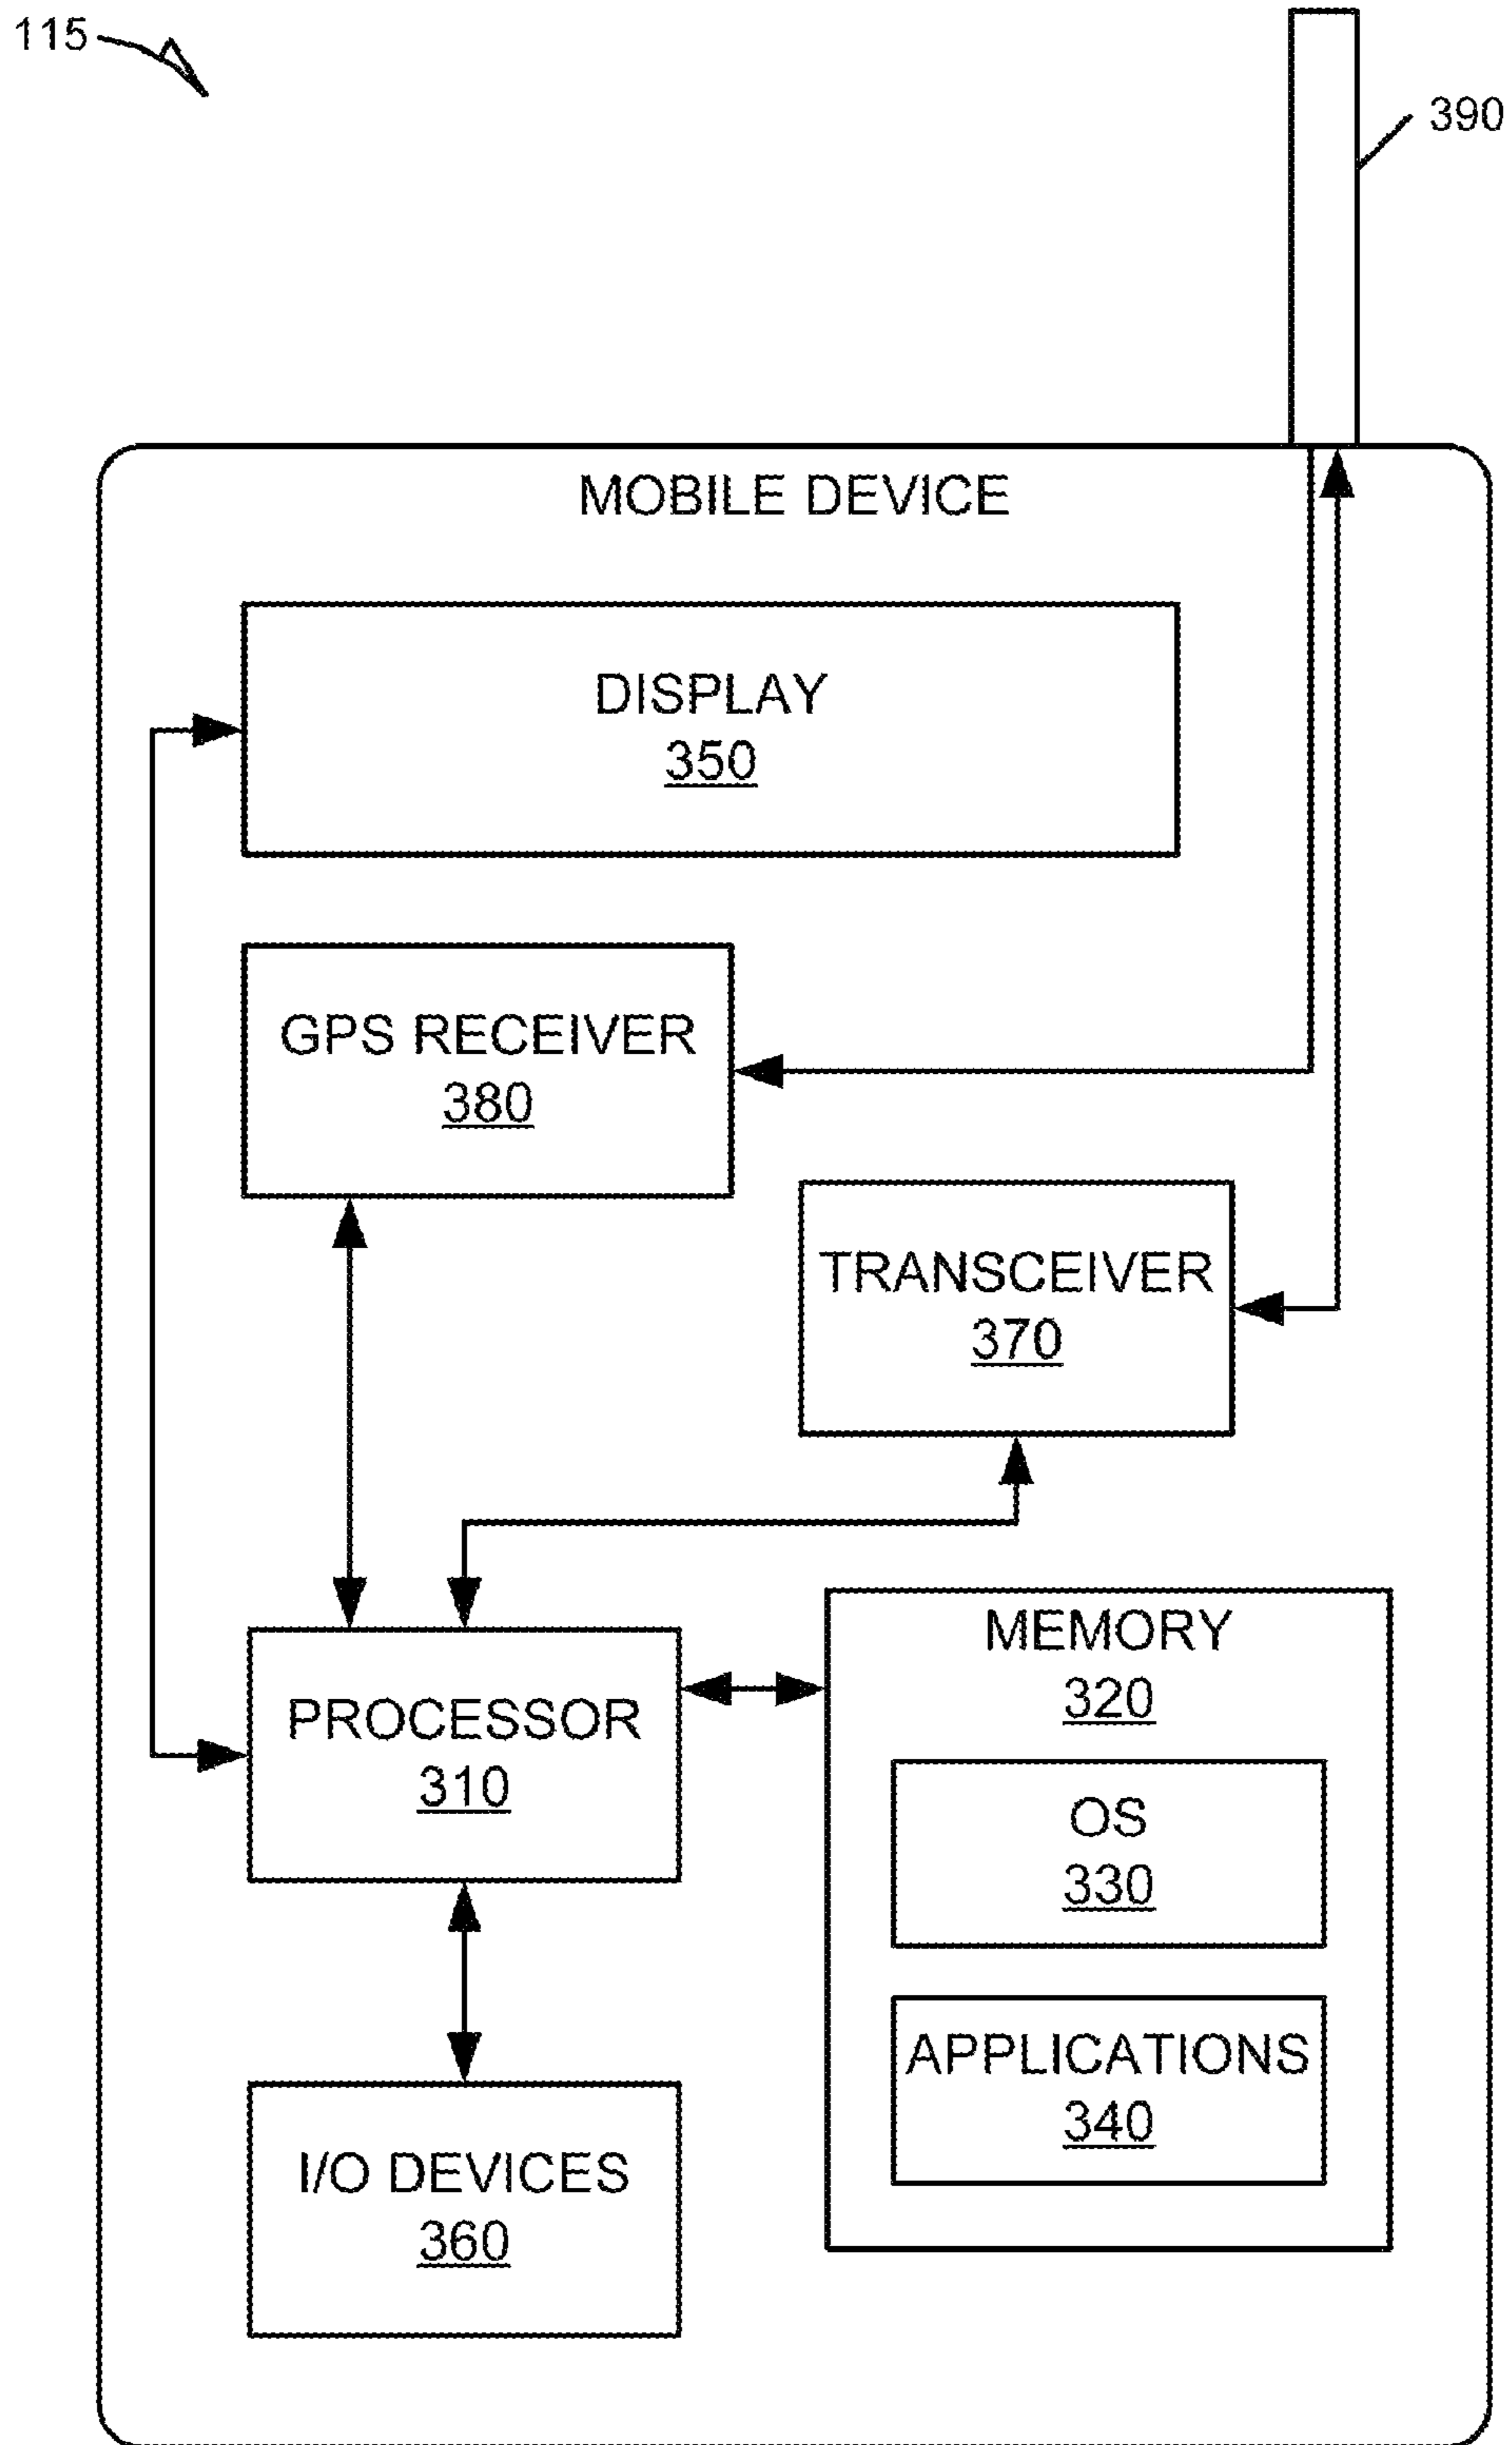 115
390
MOBILE DEVICE
DISPLAY
350
GPS RECEIVER
380
TRANSCEIVER
370
PROCESSOR
310
MEMORY
320
OS
330
APPLICATIONS
340
I/O DEVICES
360